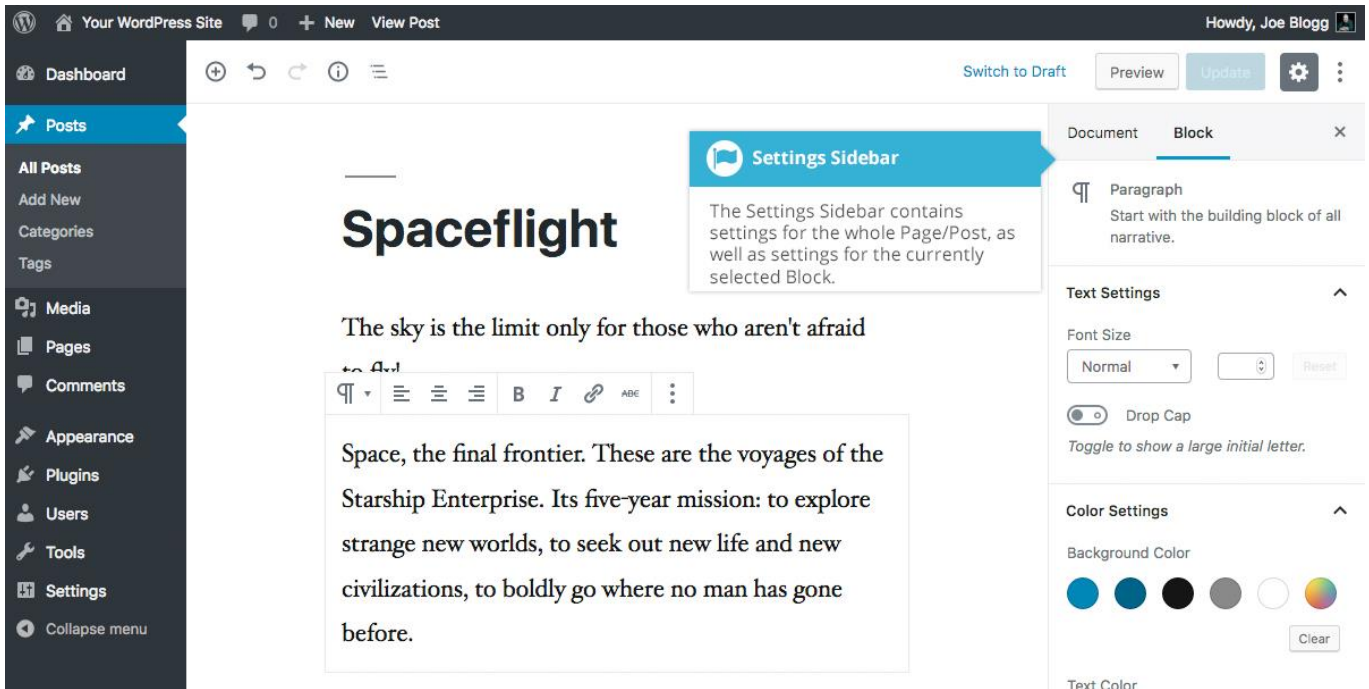 Your WordPress Site 0 New View Post Howdy, Joe Blogg
Dashboard
Posts
All Posts
Add New
Categories
Tags
Media
Pages
Comments
Appearance
Plugins
Users
Tools
Settings
Collapse menu
Switch to Draft Preview Update
Spaceflight
The sky is the limit only for those who aren't afraid
to fly!
B I ABC
Space, the final frontier. These are the voyages of the
Starship Enterprise. Its five-year mission: to explore
strange new worlds, to seek out new life and new
civilizations, to boldly go where no man has gone
before.
Settings Sidebar
The Settings Sidebar contains
settings for the whole Page/Post, as
well as settings for the currently
selected Block.
Document Block
Paragraph
Start with the building block of all
narrative.
Text Settings
Font Size
Normal Reset
Drop Cap
Toggle to show a large initial letter.
Color Settings
Background Color
Clear
Text Color